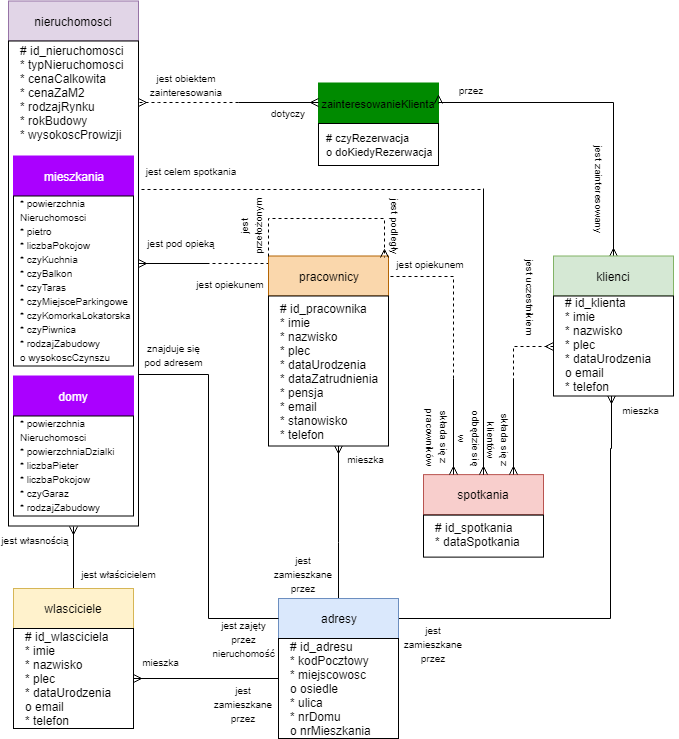 nieruchomosci
# id_nieruchomosci
* typNieruchomosci
* cenaCalkowita
* cenaZaM2
* rodzajRynku
* rokBudowy
* wysokoscProwizji
mieszkania
* powierzchnia
Nieruchomosci
* pietro
* liczbaPokojow
* czyKuchnia
* czyBalkon
* czyTaras
* czyMiejsceParkingowe
* czyKomorkaLokatorska
* czyPiwnica
* rodzajZabudowy
o wysokoscCzynszu
domy
* powierzchnia
Nieruchomosci
* powierzchniaDzialki
* liczbaPieter
* liczbaPokojow
* czyGaraz
* rodzajZabudowy
jest obiektem
zainteresowania
dotyczy
zainteresowanieKlienta
# czyRezerwacja
o doKiedyRezerwacja
przez
jest zainteresowany
jest celem spotkania
jest
przełożonym
jest podległy
jest pod opieką
jest opiekunem
jest opiekunem
pracownicy
# id_pracownika
* imie
* nazwisko
* plec
* dataUrodzenia
* dataZatrudnienia
* pensja
* email
* stanowisko
* telefon
klienci
# id_klienta
* imie
* nazwisko
* plec
* dataUrodzenia
o email
* telefon
jest uczestnikiem
znajduje się
pod adresem
składa się z
pracowników
odbędzie się
w
składa się z
klientów
mieszka
mieszka
spotkania
# id_spotkania
* dataSpotkania
jest własnością
jest właścicielem
wlasciciele
# id_wlasciciela
* imie
* nazwisko
* plec
* dataUrodzenia
o email
* telefon
mieszka
jest
zamieszkane
przez
jest zajęty
przez
nieruchomość
jest
zamieszkane
przez
adresy
# id_adresu
* kodPocztowy
* miejscowosc
o osiedle
* ulica
* nrDomu
o nrMieszkania
jest
zamieszkane
przez